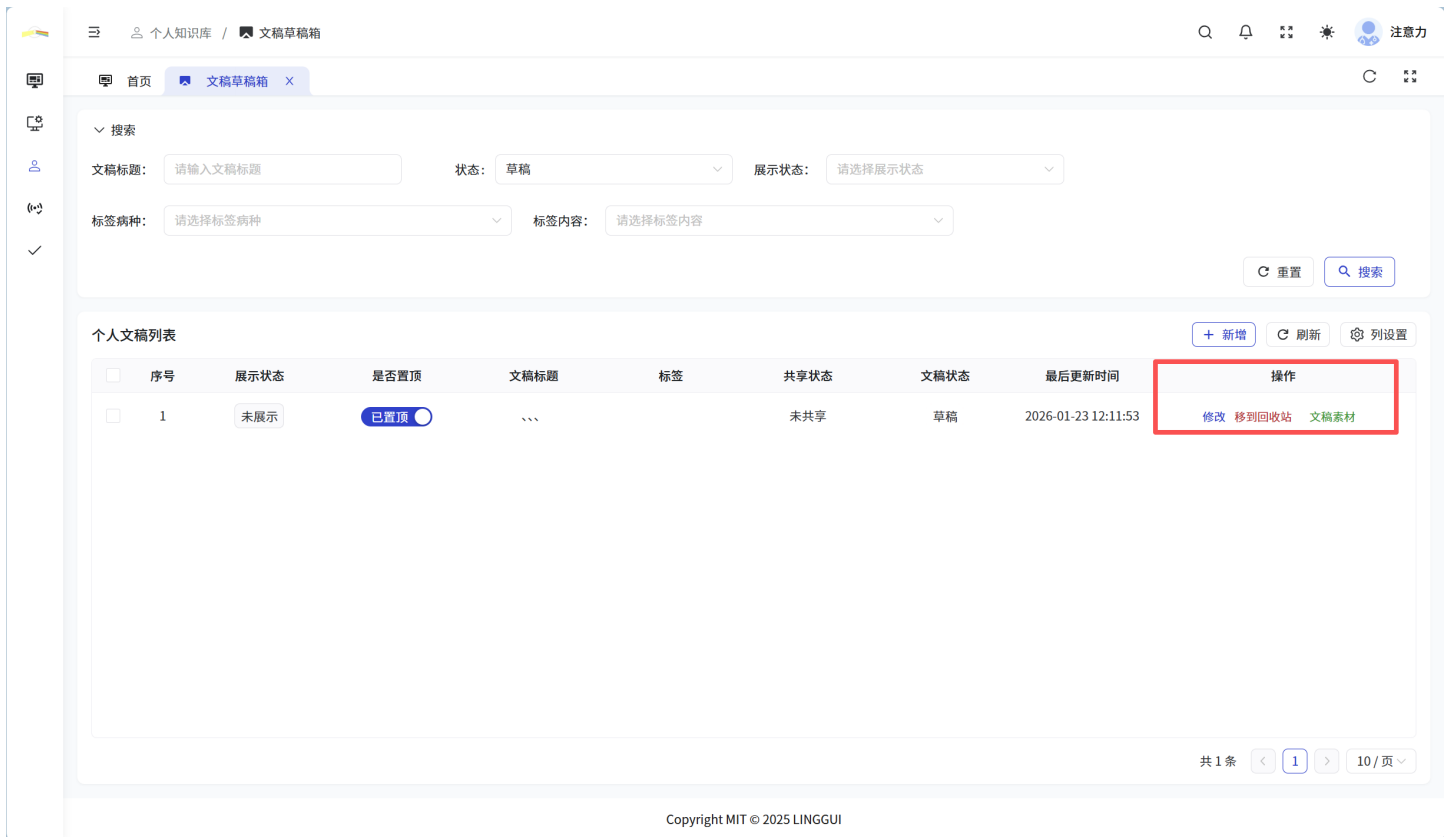 个人知识库 / 文稿草稿箱 注意力
首页 文稿草稿箱 X
搜索
文稿标题： 请输入文稿标题 状态： 草稿 展示状态： 请选择展示状态
标签病种： 请选择标签病种 标签内容： 请选择标签内容
重置 搜索
个人文稿列表 + 新增 刷新 列设置
序号 展示状态 是否置顶 文稿标题 标签 共享状态 文稿状态 最后更新时间 操作
1 未展示 已置顶 、、、 未共享 草稿 2026-01-23 12:11:53 修改 移到回收站 文稿素材
共 1 条 < 1 > 10 / 页
Copyright MIT © 2025 LINGGUI